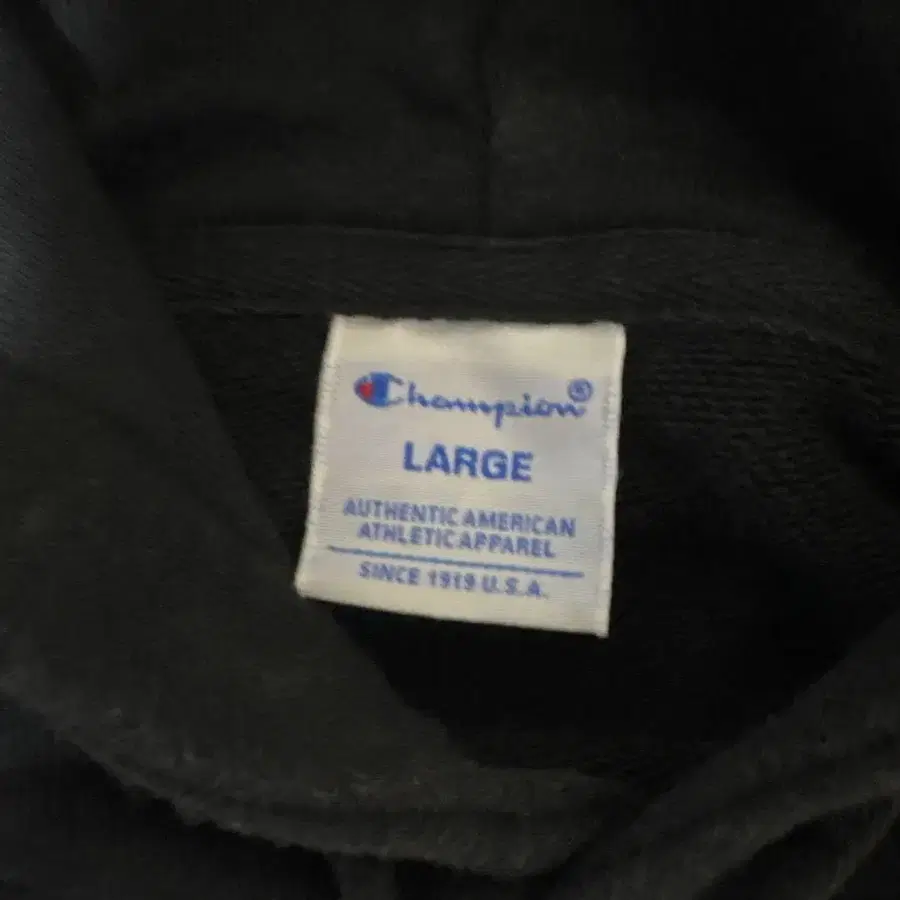 Champion®
LARGE
AUTHENTIC AMERICAN
ATHLETIC APPAREL
SINCE 1919 U.S.A.